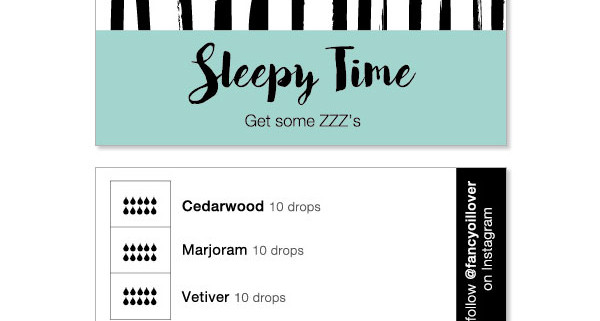 Sleepy Time
Get some ZZZ's
Cedarwood 10 drops
Marjoram 10 drops
Vetiver 10 drops
follow @fancyoillover
on Instagram